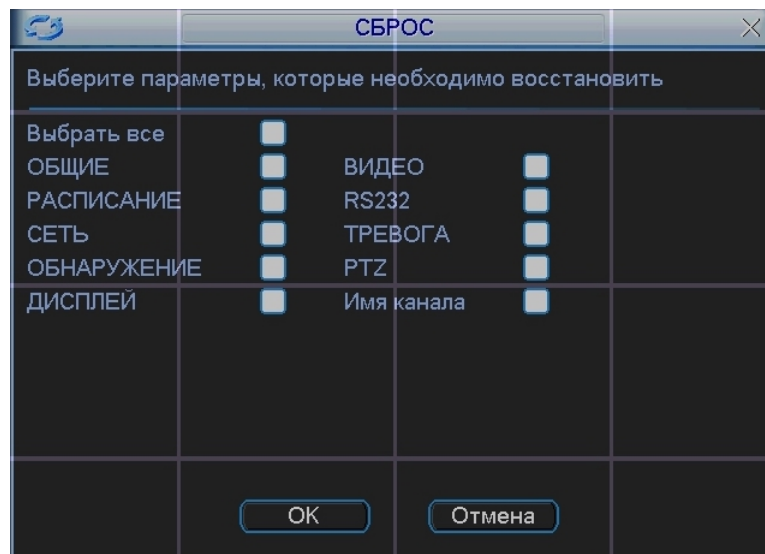 СБРОС
Выберите параметры, которые необходимо восстановить
Выбрать все
ОБЩИЕ ВИДЕО
РАСПИСАНИЕ RS232
СЕТЬ ТРЕВОГА
ОБНАРУЖЕНИЕ PTZ
ДИСПЛЕЙ Имя канала
OK Отмена